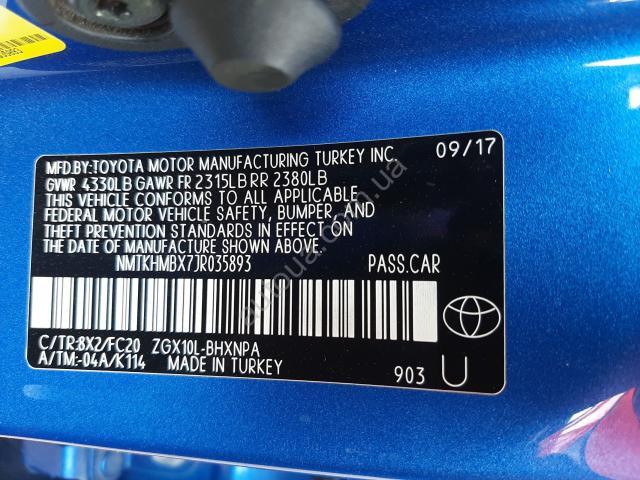 MFD.BY:TOYOTA MOTOR MANUFACTURING TURKEY INC. 09/17
GVWR 4330LB GAWR FR 2315LB RR 2380LB
THIS VEHICLE CONFORMS TO ALL APPLICABLE
FEDERAL MOTOR VEHICLE SAFETY, BUMPER, AND
THEFT PREVENTION STANDARDS IN EFFECT ON
THE DATE OF MANUFACTURE SHOWN ABOVE.
NMTKHMBX7JR035893 PASS.CAR
C/TR:8X2/FC20 ZGX10L-BHXNPA
A/TM:-04A/K114 MADE IN TURKEY 903 U